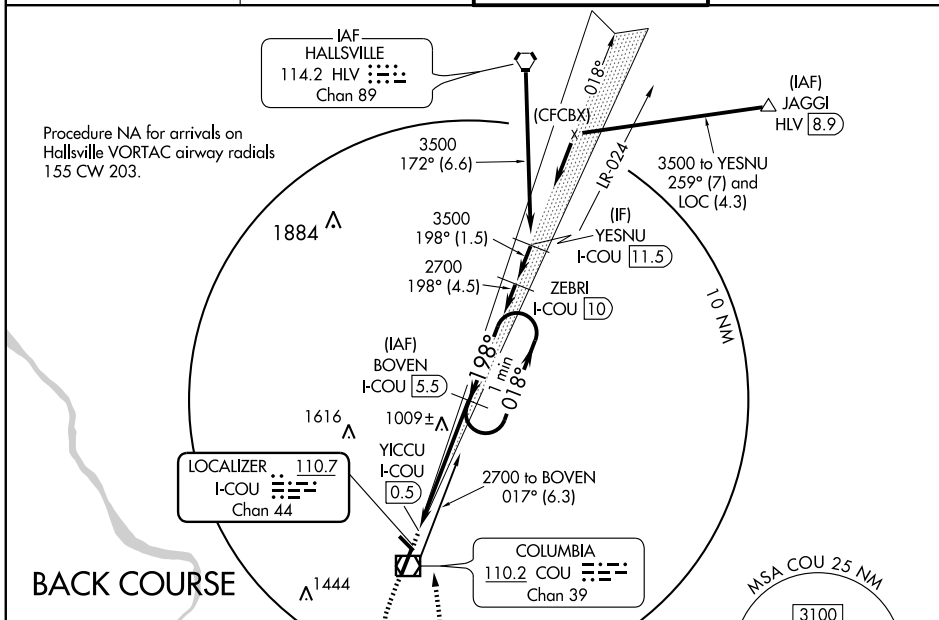 IAF
HALLSVILLE
114.2 HLV
Chan 89
(IAF)
JAGGI
HLV 8.9
018°
(CFCBX)
x
LR-024
Procedure NA for arrivals on
Hallsville VORTAC airway radials
155 CW 203.
3500
172° (6.6)
3500 to YESNU
259° (7) and
LOC (4.3)
1884
3500
198° (1.5)
(IF)
YESNU
I-COU 11.5
2700
198° (4.5)
ZEBRI
I-COU 10
10 NM
198°
1 min
018°
(IAF)
BOVEN
I-COU 5.5
1616
1009±
YICCU
I-COU
0.5
LOCALIZER 110.7
I-COU
Chan 44
2700 to BOVEN
017° (6.3)
COLUMBIA
110.2 COU
Chan 39
BACK COURSE
1444
MSA COU 25 NM
3100